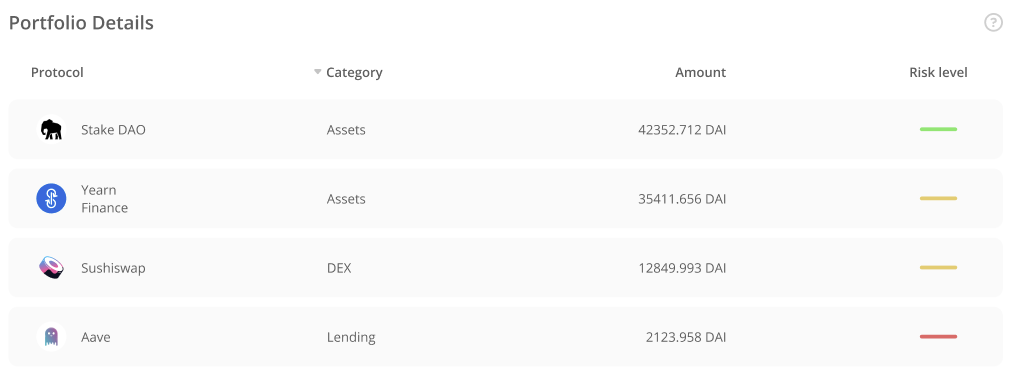 Portfolio Details
?
Protocol Category Amount Risk level
Stake DAO Assets 42352.712 DAI
Yearn
Finance Assets 35411.656 DAI
Sushiswap DEX 12849.993 DAI
Aave Lending 2123.958 DAI